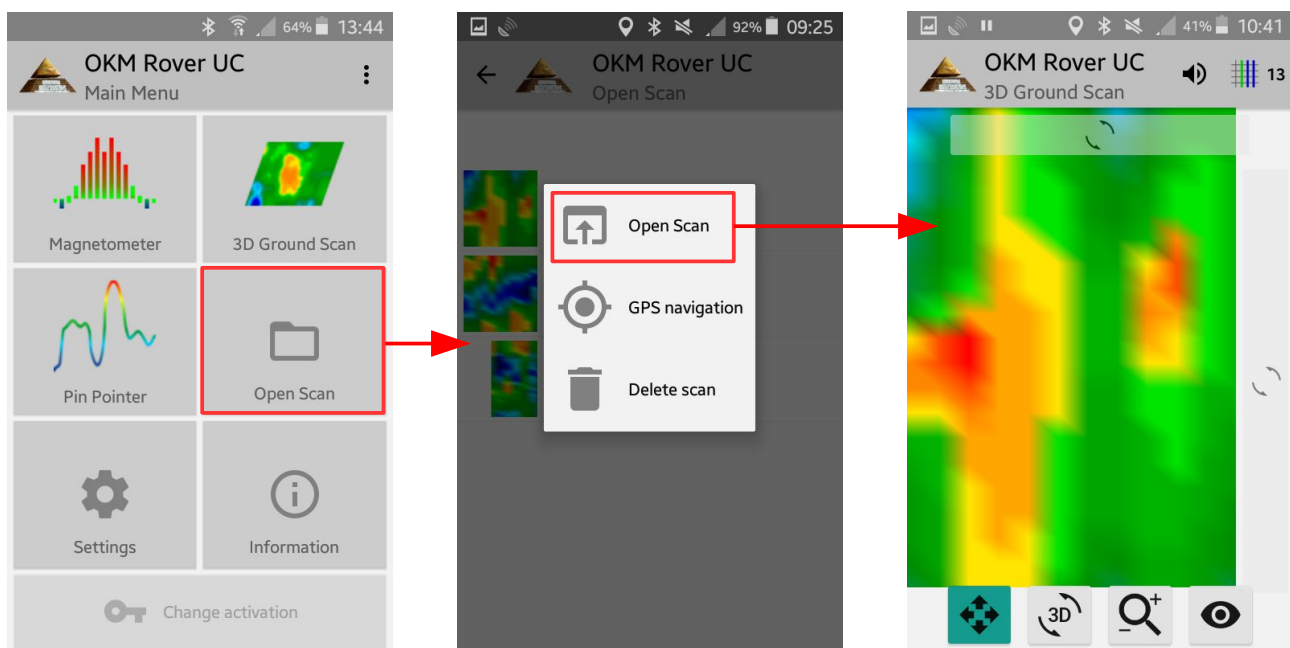 64% 13:44
OKM Rover UC
Main Menu
Magnetometer
3D Ground Scan
Pin Pointer
Open Scan
Settings
Information
Change activation
92% 09:25
OKM Rover UC
Open Scan
Open Scan
GPS navigation
Delete scan
41% 10:41
OKM Rover UC
3D Ground Scan
13
3D